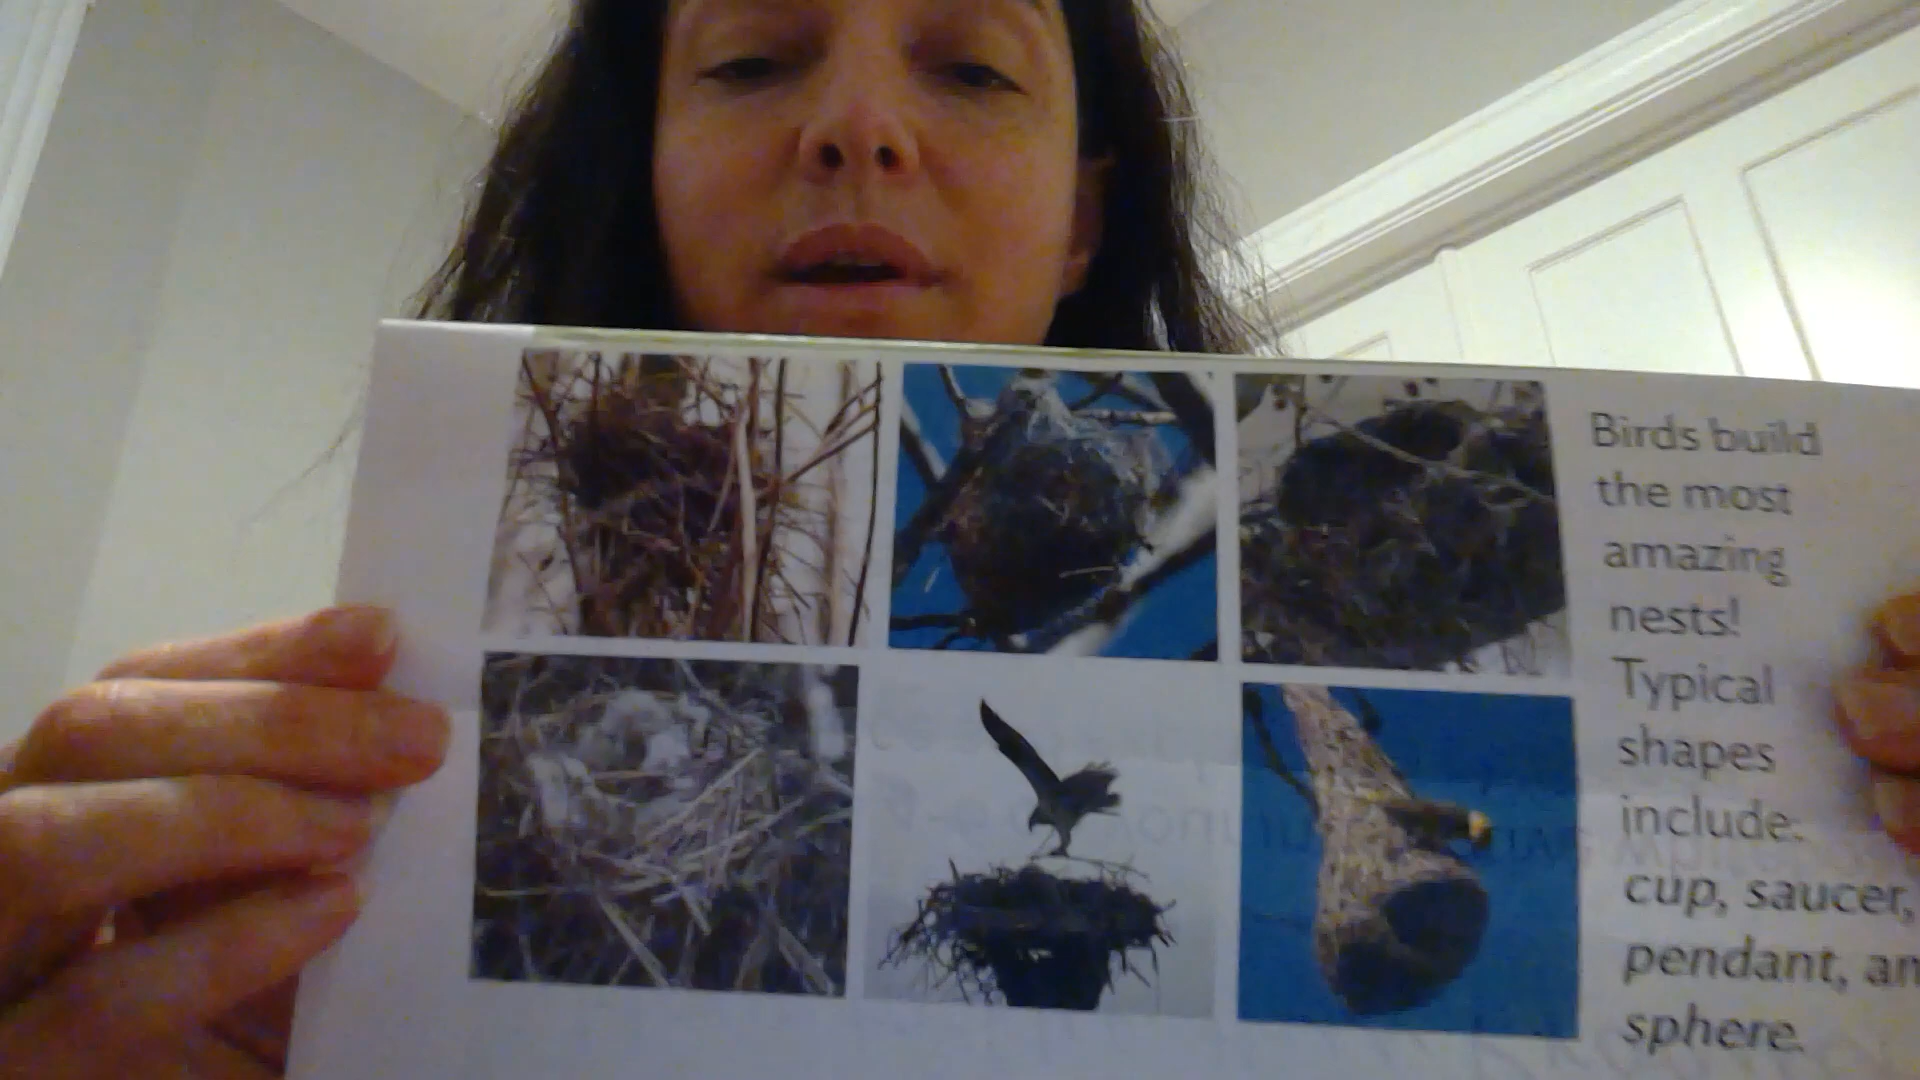 Birds build
the most
amazing
nests!
Typical
shapes
include:
cup, saucer,
pendant, an
sphere.